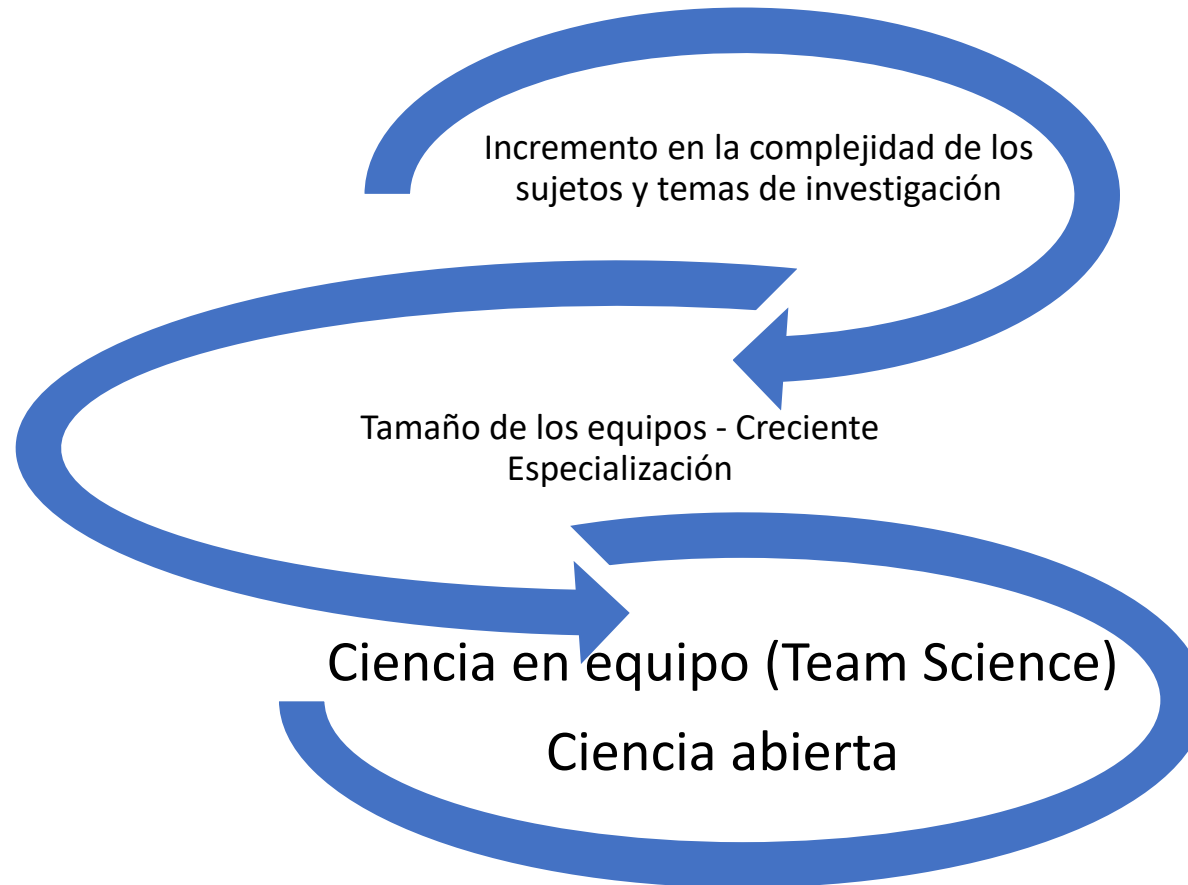 Incremento en la complejidad de los
sujetos y temas de investigación
Tamaño de los equipos - Creciente
Especialización
Ciencia en equipo (Team Science)
Ciencia abierta